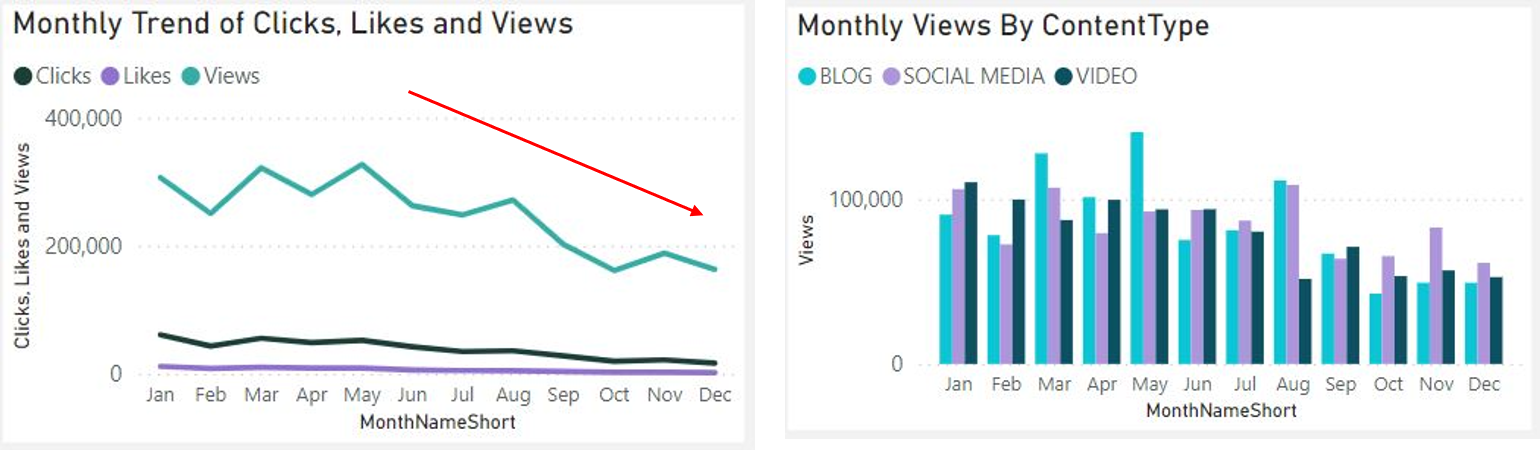 Monthly Trend of Clicks, Likes and Views
Clicks Likes Views
Clicks, Likes and Views
400,000
200,000
0
Jan Feb Mar Apr May Jun Jul Aug Sep Oct Nov Dec
MonthNameShort
Monthly Views By ContentType
BLOG SOCIAL MEDIA VIDEO
Views
100,000
0
Jan Feb Mar Apr May Jun Jul Aug Sep Oct Nov Dec
MonthNameShort